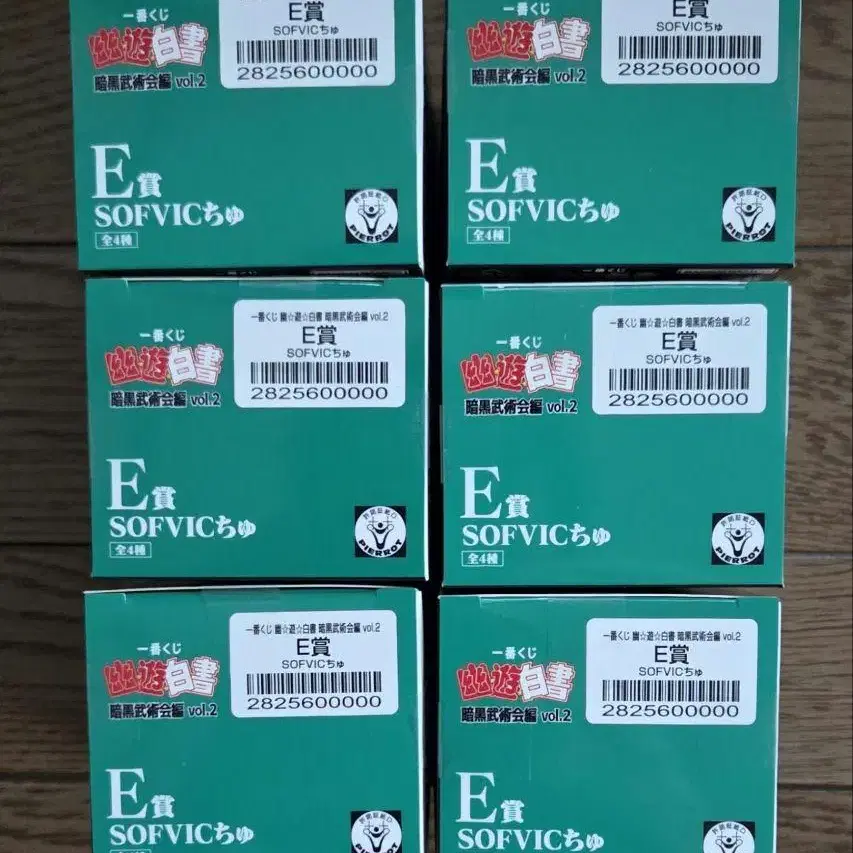 一番くじ
幽遊白書
暗黒武術会編 vol.2
E賞
SOFVICちゅ
2825600000
E賞
SOFVICちゅ
全4種
PIERROT
一番くじ
幽遊白書
暗黒武術会編 vol.2
E賞
SOFVICちゅ
2825600000
E賞
SOFVICちゅ
全4種
PIERROT
一番くじ
幽遊白書
暗黒武術会編 vol.2
一番くじ 幽☆遊☆白書 暗黒武術会編 vol.2
E賞
SOFVICちゅ
2825600000
E賞
SOFVICちゅ
全4種
許諾証紙D
PIERROT
一番くじ
幽遊白書
暗黒武術会編 vol.2
一番くじ 幽☆遊☆白書 暗黒武術会編 vol.2
E賞
SOFVICちゅ
2825600000
E賞
SOFVICちゅ
全4種
許諾証紙D
PIERROT
一番くじ
幽遊白書
暗黒武術会編 vol.2
一番くじ 幽☆遊☆白書 暗黒武術会編 vol.2
E賞
SOFVICちゅ
2825600000
E賞
SOFVICちゅ
一番くじ
幽遊白書
暗黒武術会編 vol.2
一番くじ 幽☆遊☆白書 暗黒武術会編 vol.2
E賞
SOFVICちゅ
2825600000
E賞
SOFVICちゅ